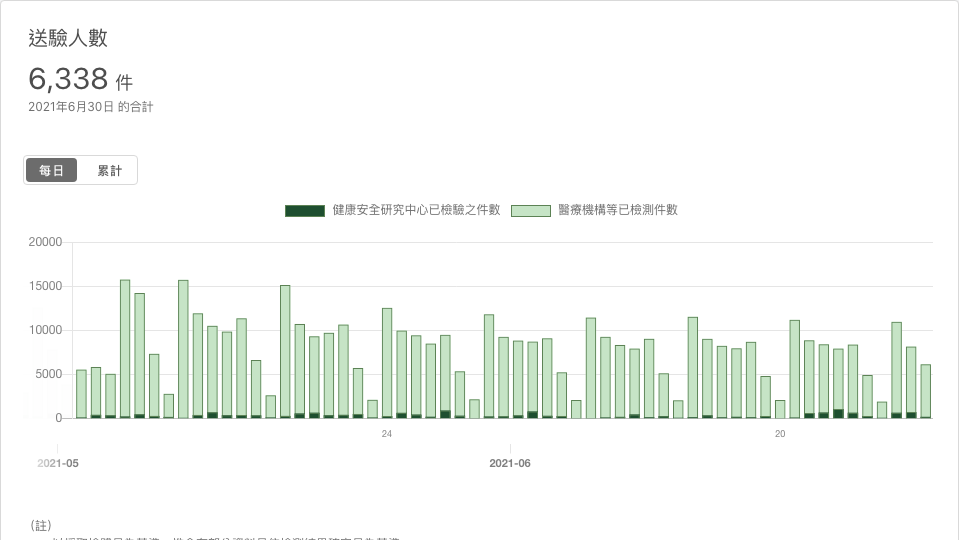 送驗人數
6,338 件
2021年6月30日 的合計
每日 累計
健康安全研究中心已檢驗之件數 醫療機構等已檢測件數
20000
15000
10000
5000
0
24 20
2021-05 2021-06
（註）